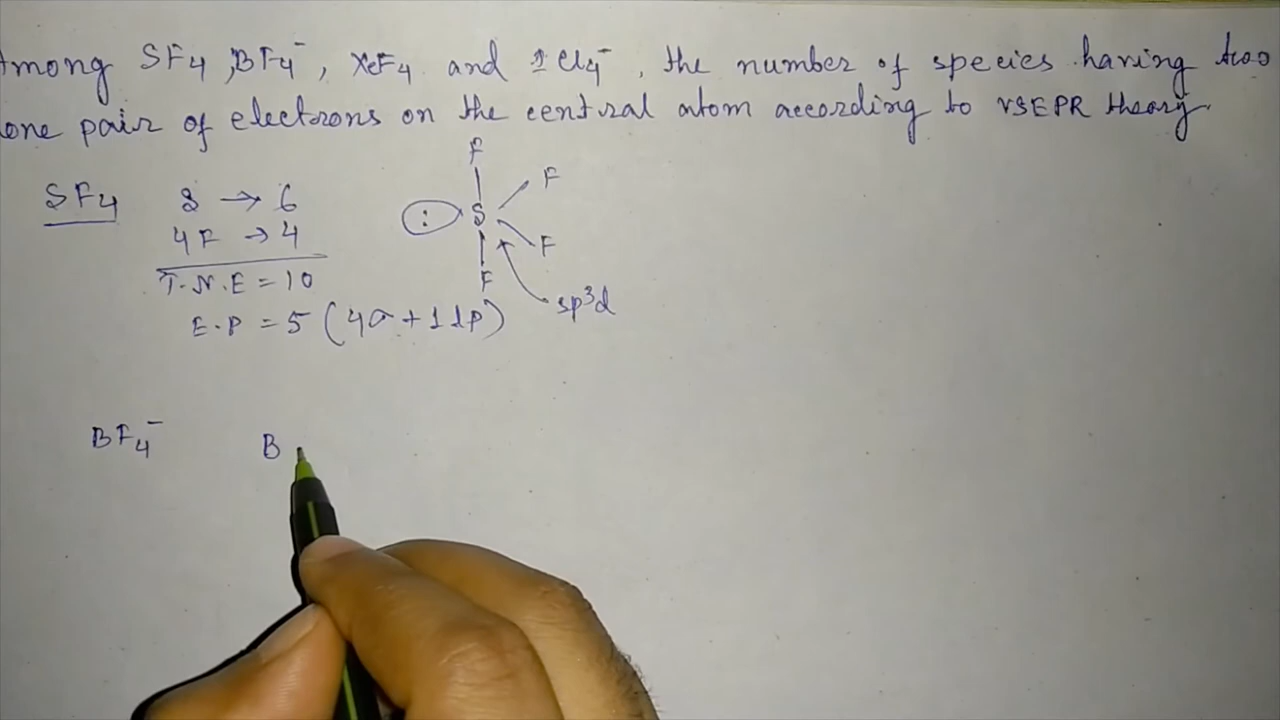 Among SF4, BF4⁻, XeF4 and ICl4⁻, the number of species having two
lone pair of electrons on the central atom according to VSEPR theory.
SF4
S → 6
4F → 4
T.N.E = 10
E.P = 5 (4σ + 1lp)
F
F
: S
F
F
sp³d
BF4⁻ B